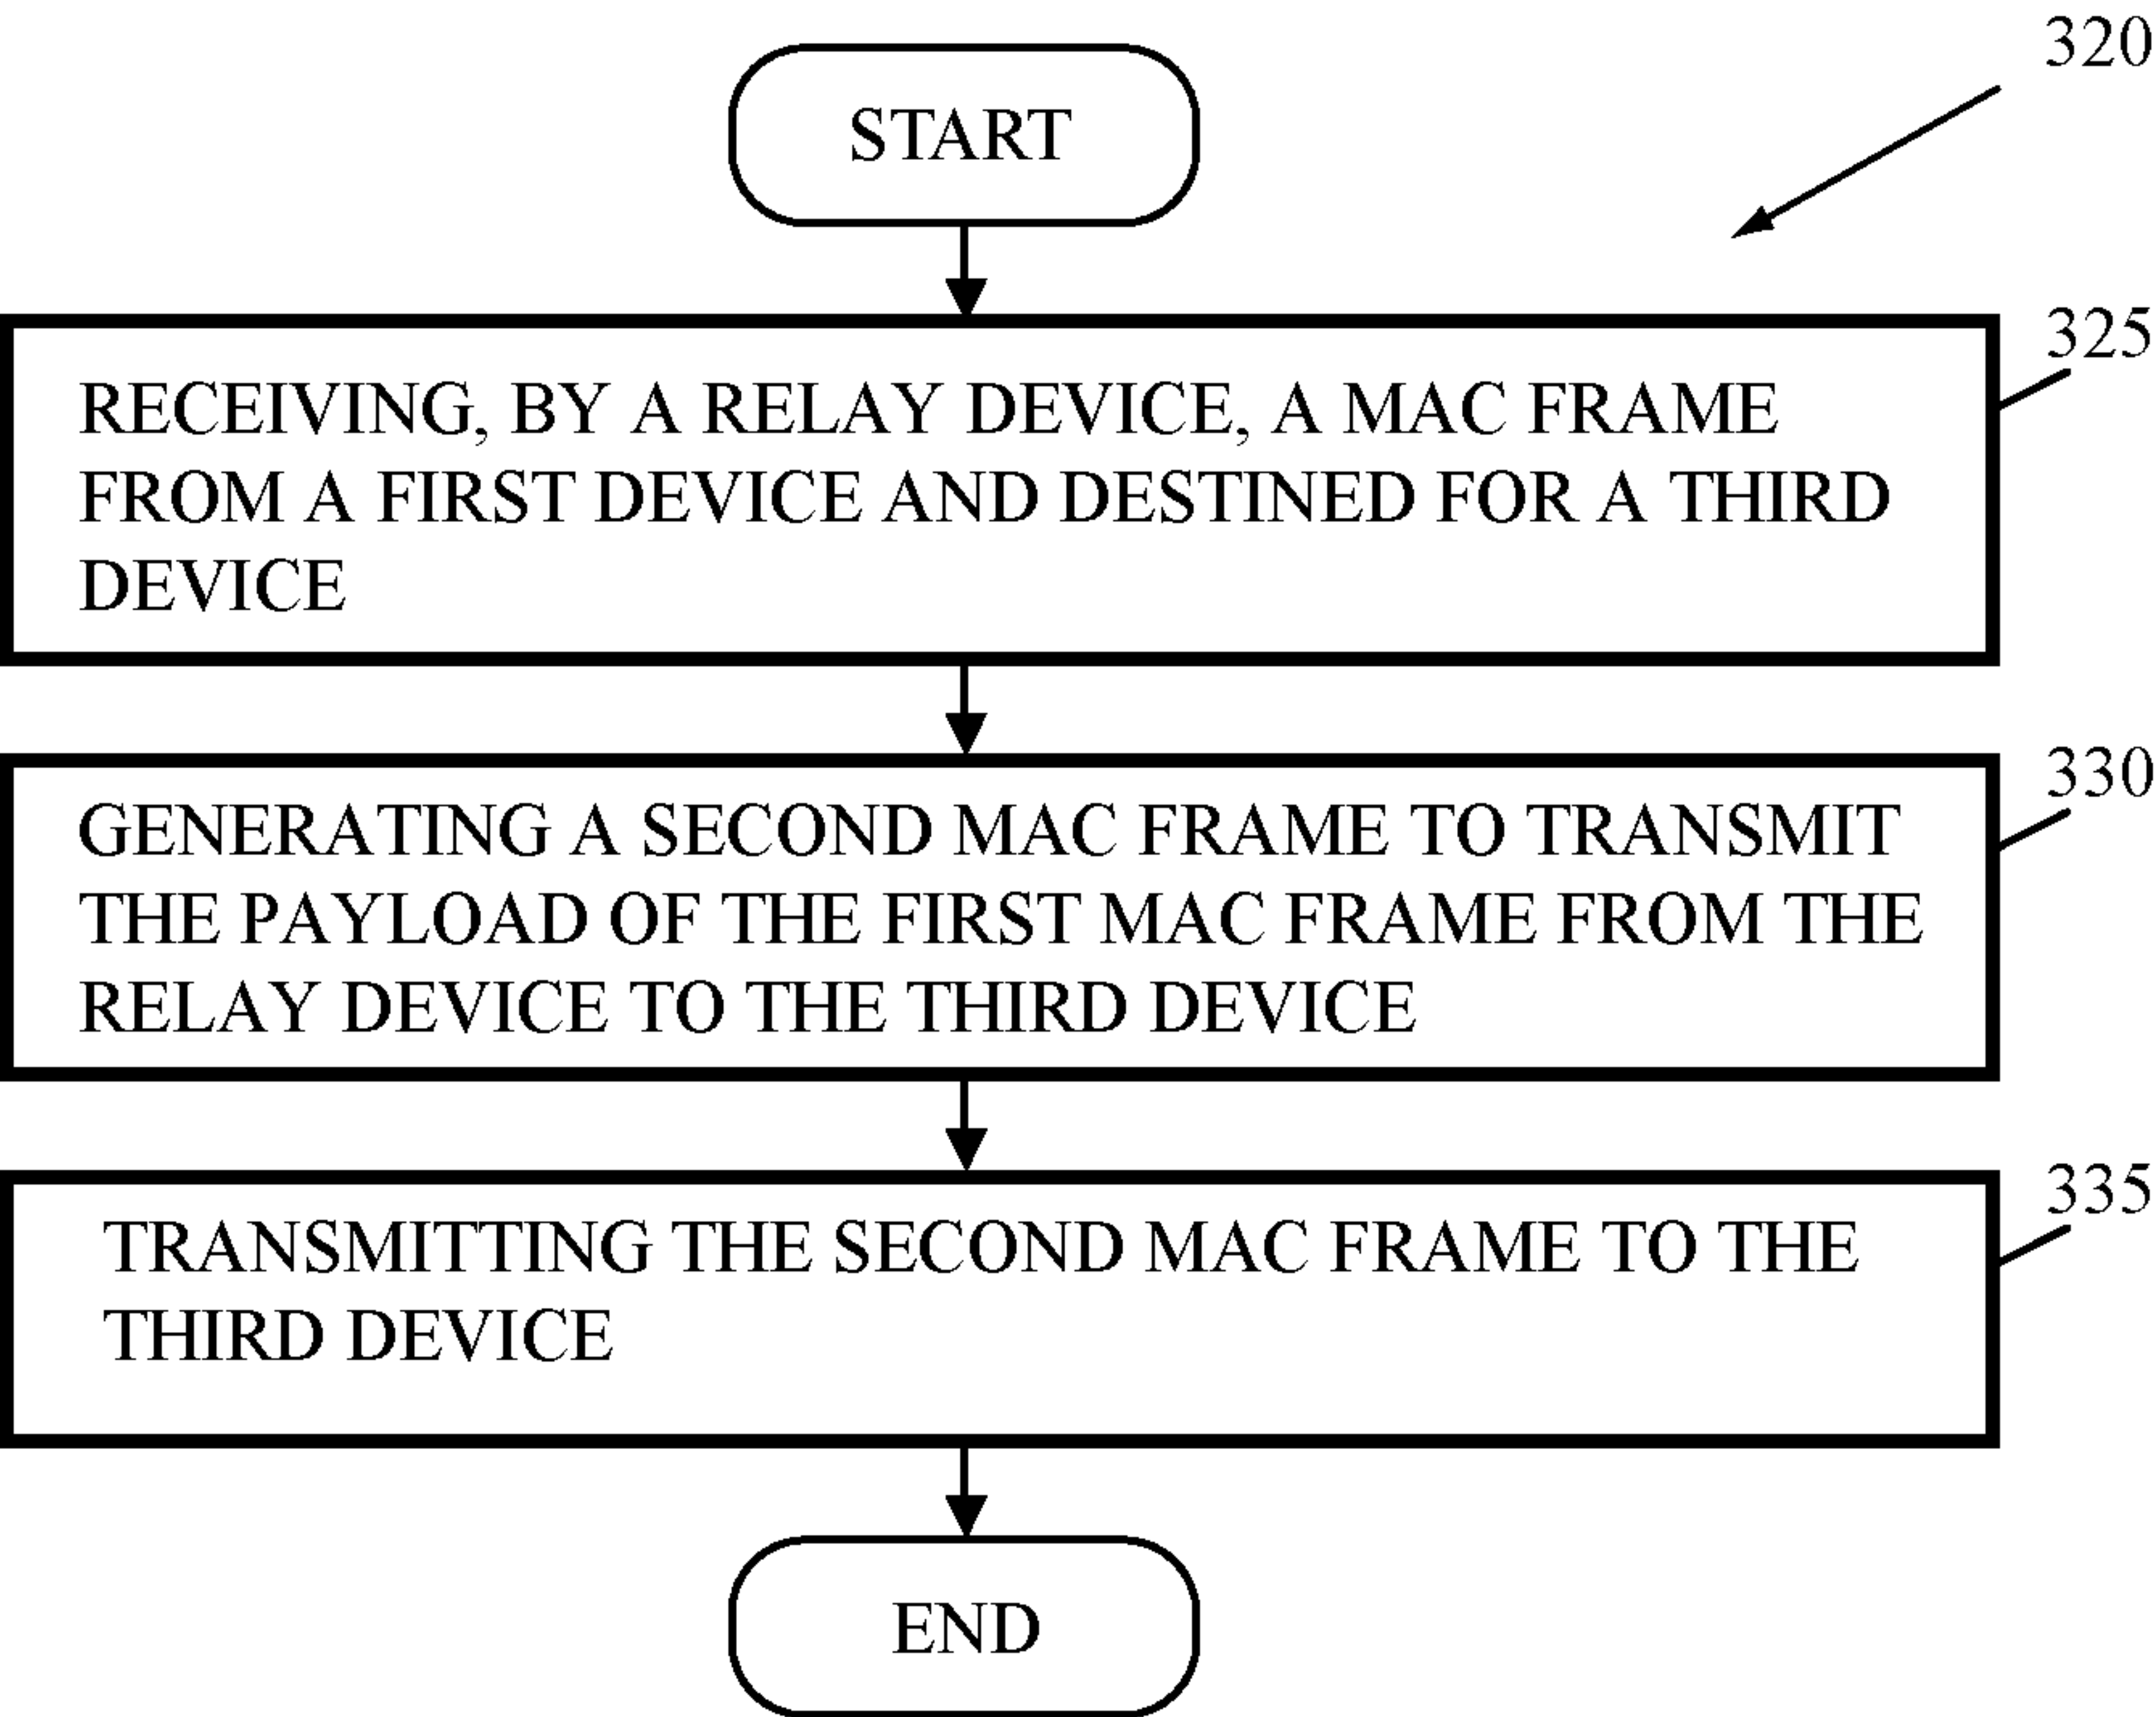 320
START
325
RECEIVING, BY A RELAY DEVICE, A MAC FRAME
FROM A FIRST DEVICE AND DESTINED FOR A THIRD
DEVICE
330
GENERATING A SECOND MAC FRAME TO TRANSMIT
THE PAYLOAD OF THE FIRST MAC FRAME FROM THE
RELAY DEVICE TO THE THIRD DEVICE
335
TRANSMITTING THE SECOND MAC FRAME TO THE
THIRD DEVICE
END